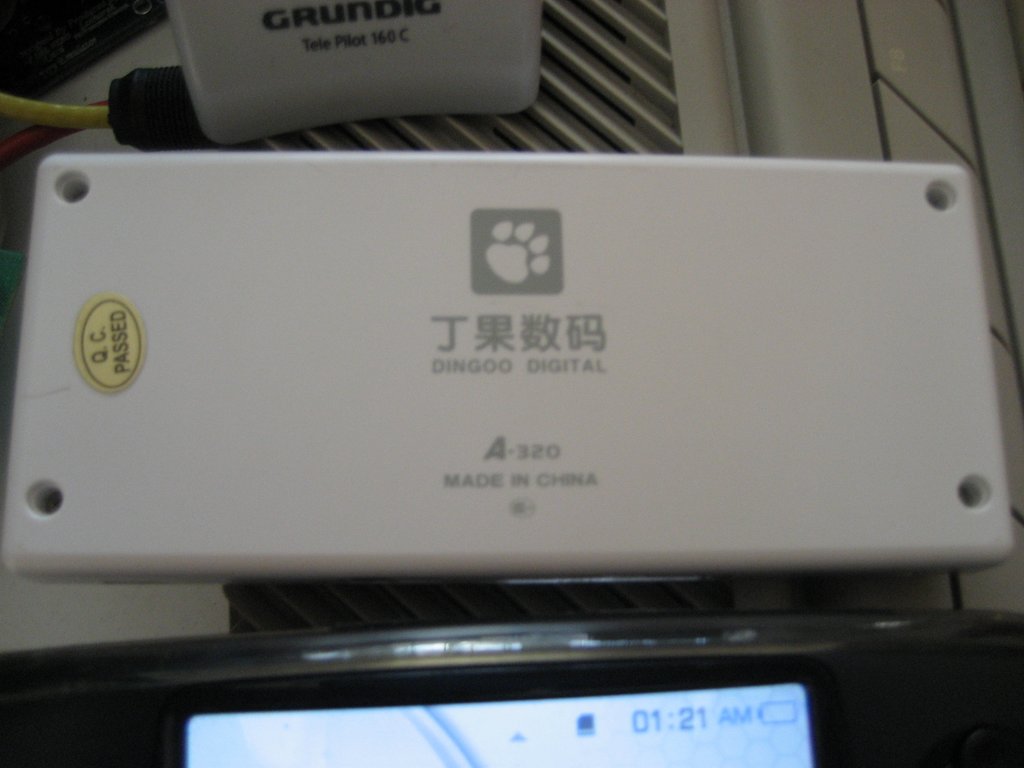 GRUNDIG
Tele Pilot 160 C
Q. C.
PASSED
丁果数码
DINGOO DIGITAL
A-320
MADE IN CHINA
01:21 AM